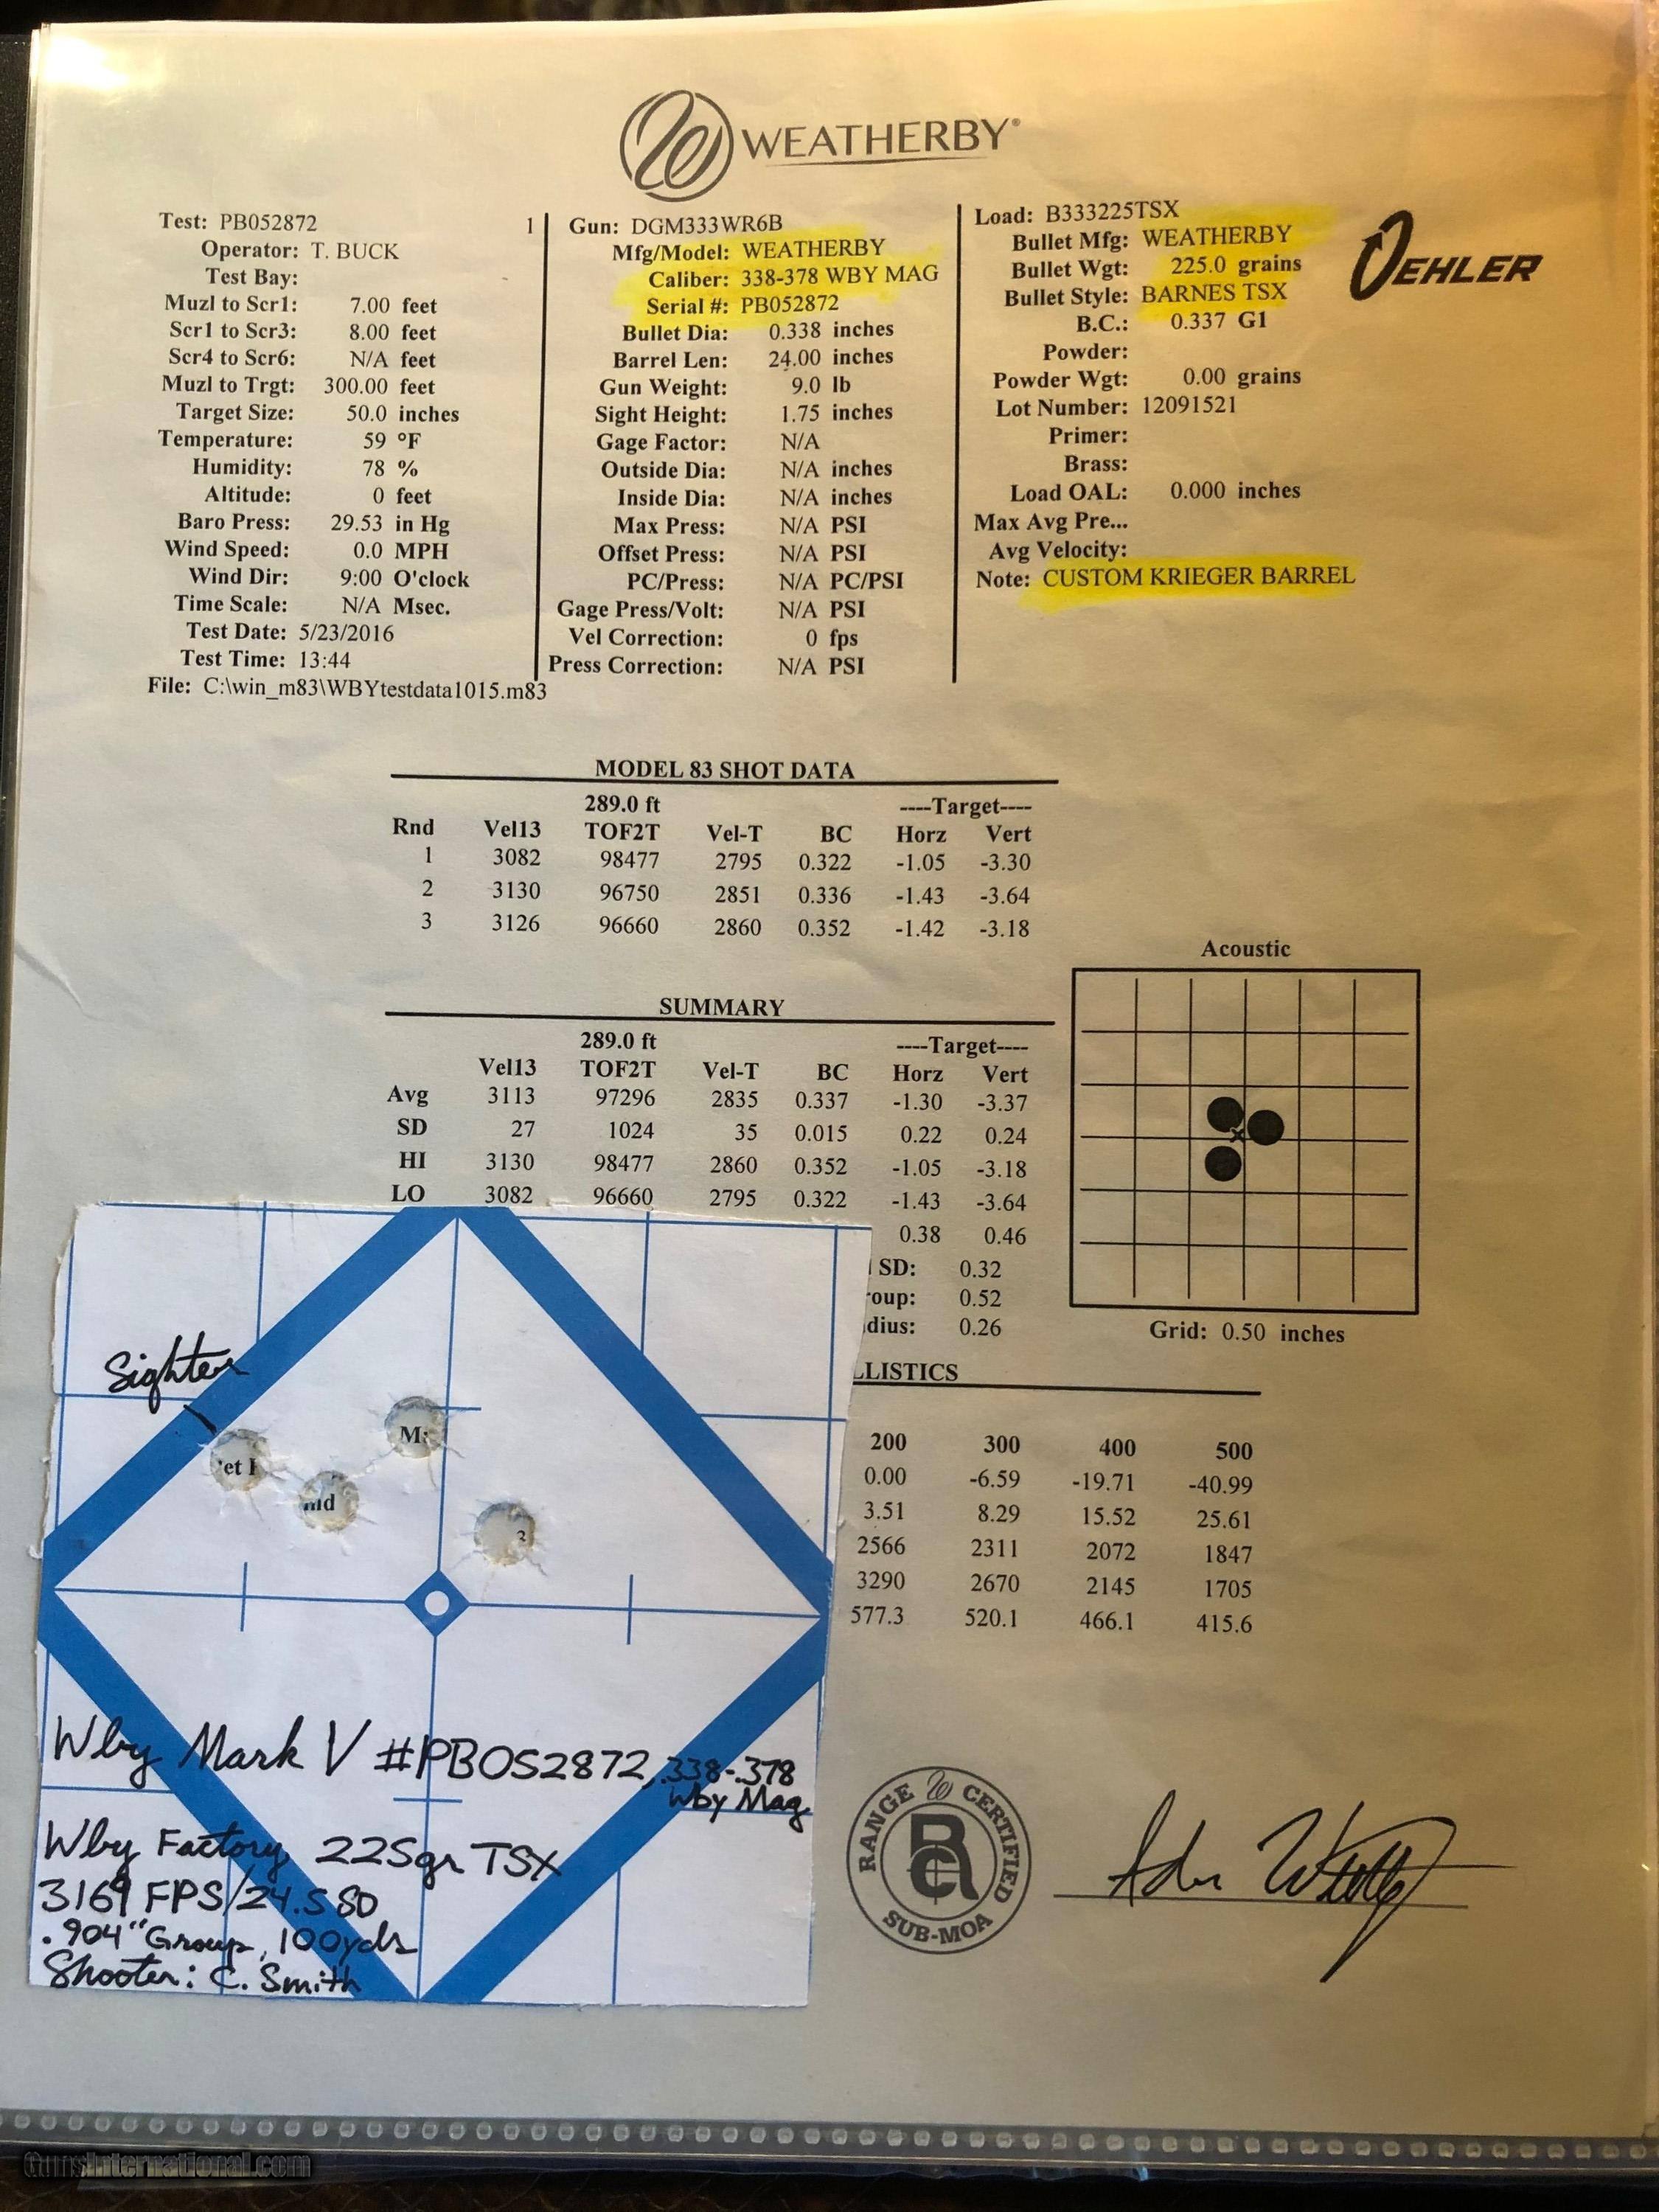 WEATHERBY®
Test: PB052872 1
Operator: T. BUCK
Test Bay:
Muzl to Scr1: 7.00 feet
Scr1 to Scr3: 8.00 feet
Scr4 to Scr6: N/A feet
Muzl to Trgt: 300.00 feet
Target Size: 50.0 inches
Temperature: 59 °F
Humidity: 78 %
Altitude: 0 feet
Baro Press: 29.53 in Hg
Wind Speed: 0.0 MPH
Wind Dir: 9:00 O'clock
Time Scale: N/A Msec.
Test Date: 5/23/2016
Test Time: 13:44
File: C:\win_m83\WBYtestdata1015.m83
Gun: DGM333WR6B
Mfg/Model: WEATHERBY
Caliber: 338-378 WBY MAG
Serial #: PB052872
Bullet Dia: 0.338 inches
Barrel Len: 24.00 inches
Gun Weight: 9.0 lb
Sight Height: 1.75 inches
Gage Factor: N/A
Outside Dia: N/A inches
Inside Dia: N/A inches
Max Press: N/A PSI
Offset Press: N/A PSI
PC/Press: N/A PC/PSI
Gage Press/Volt: N/A PSI
Vel Correction: 0 fps
Press Correction: N/A PSI
Load: B333225TSX
Bullet Mfg: WEATHERBY
Bullet Wgt: 225.0 grains
Bullet Style: BARNES TSX
B.C.: 0.337 G1
Powder:
Powder Wgt: 0.00 grains
Lot Number: 12091521
Primer:
Brass:
Load OAL: 0.000 inches
Max Avg Pre...
Avg Velocity:
Note: CUSTOM KRIEGER BARREL
OEHLER
MODEL 83 SHOT DATA
289.0 ft ----Target----
Rnd Vel13 TOF2T Vel-T BC Horz Vert
1 3082 98477 2795 0.322 -1.05 -3.30
2 3130 96750 2851 0.336 -1.43 -3.64
3 3126 96660 2860 0.352 -1.42 -3.18
SUMMARY
289.0 ft ----Target----
Vel13 TOF2T Vel-T BC Horz Vert
Avg 3113 97296 2835 0.337 -1.30 -3.37
SD 27 1024 35 0.015 0.22 0.24
HI 3130 98477 2860 0.352 -1.05 -3.18
LO 3082 96660 2795 0.322 -1.43 -3.64
0.38 0.46
SD: 0.32
roup: 0.52
dius: 0.26
Acoustic
Grid: 0.50 inches
LLISTICS
200 300 400 500
0.00 -6.59 -19.71 -40.99
3.51 8.29 15.52 25.61
2566 2311 2072 1847
3290 2670 2145 1705
577.3 520.1 466.1 415.6
Sighter
M
et
nd
3
Wby Mark V #PB052872, .338-.378
Wby Mag
Wby Factory 225gr TSX
3169 FPS/24.5 SD
.904" Group, 100yds
Shooter: C. Smith
RANGE CERTIFIED
RC
SUB-MOA
GunsInternational.com